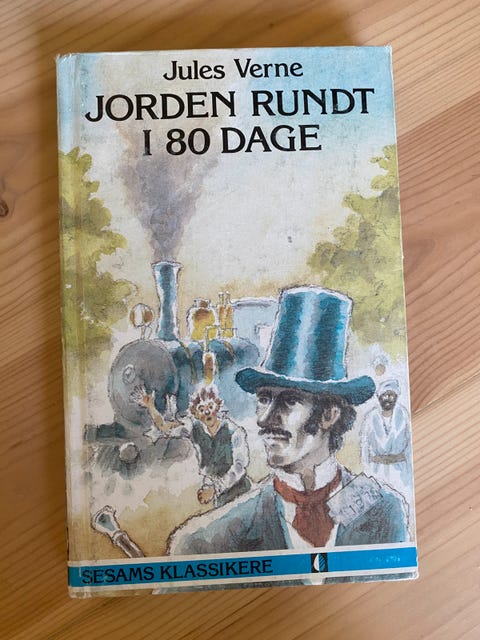 Jules Verne
JORDEN RUNDT
I 80 DAGE
SESAMS KLASSIKERE